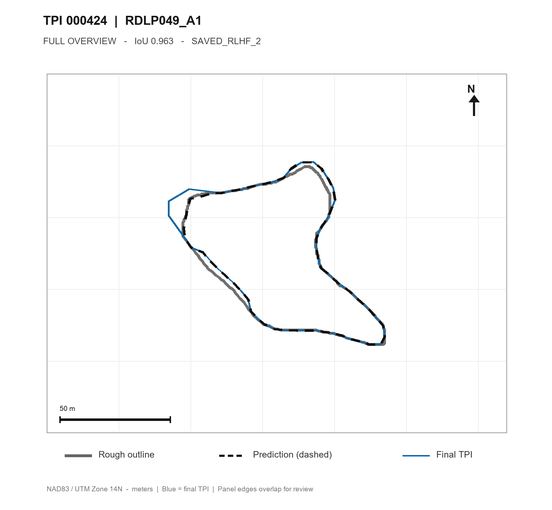 TPI 000424 | RDLP049_A1
FULL OVERVIEW - IoU 0.963 - SAVED_RLHF_2
N
50 m
Rough outline
Prediction (dashed)
Final TPI
NAD83 / UTM Zone 14N - meters | Blue = final TPI | Panel edges overlap for review